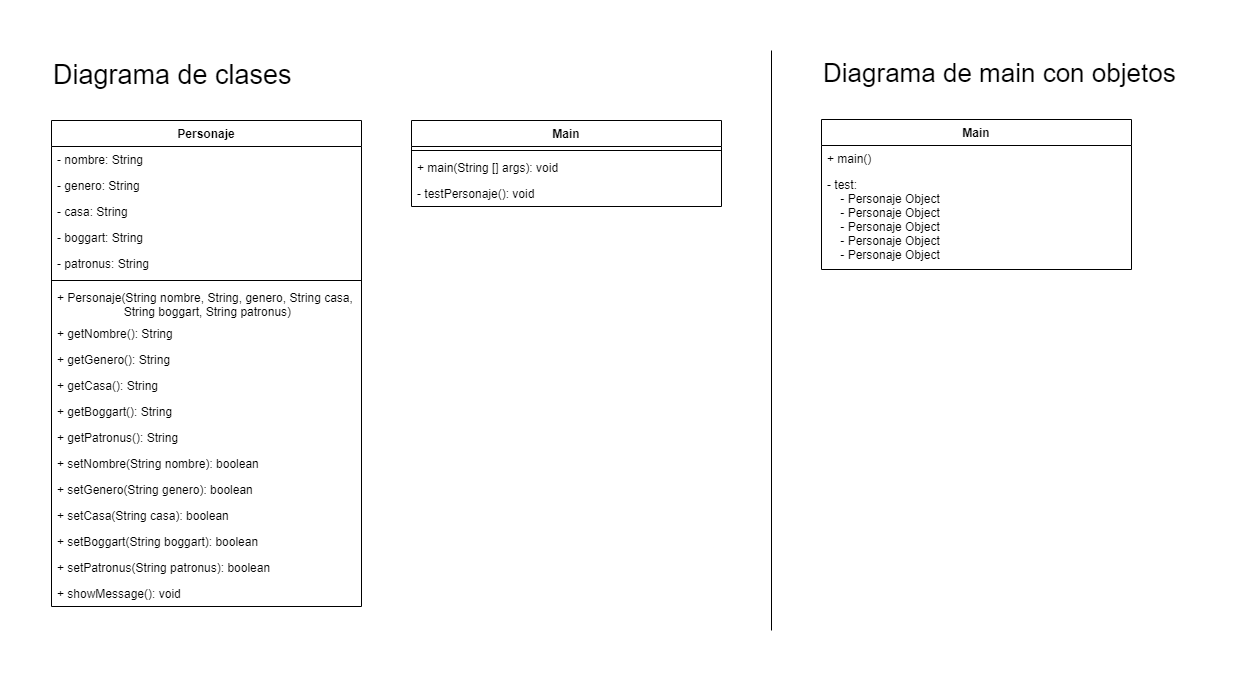 Diagrama de clases
Personaje
- nombre: String
- genero: String
- casa: String
- boggart: String
- patronus: String
+ Personaje(String nombre, String, genero, String casa,
String boggart, String patronus)
+ getNombre(): String
+ getGenero(): String
+ getCasa(): String
+ getBoggart(): String
+ getPatronus(): String
+ setNombre(String nombre): boolean
+ setGenero(String genero): boolean
+ setCasa(String casa): boolean
+ setBoggart(String boggart): boolean
+ setPatronus(String patronus): boolean
+ showMessage(): void
Main
+ main(String [] args): void
- testPersonaje(): void
Diagrama de main con objetos
Main
+ main()
- test:
- Personaje Object
- Personaje Object
- Personaje Object
- Personaje Object
- Personaje Object